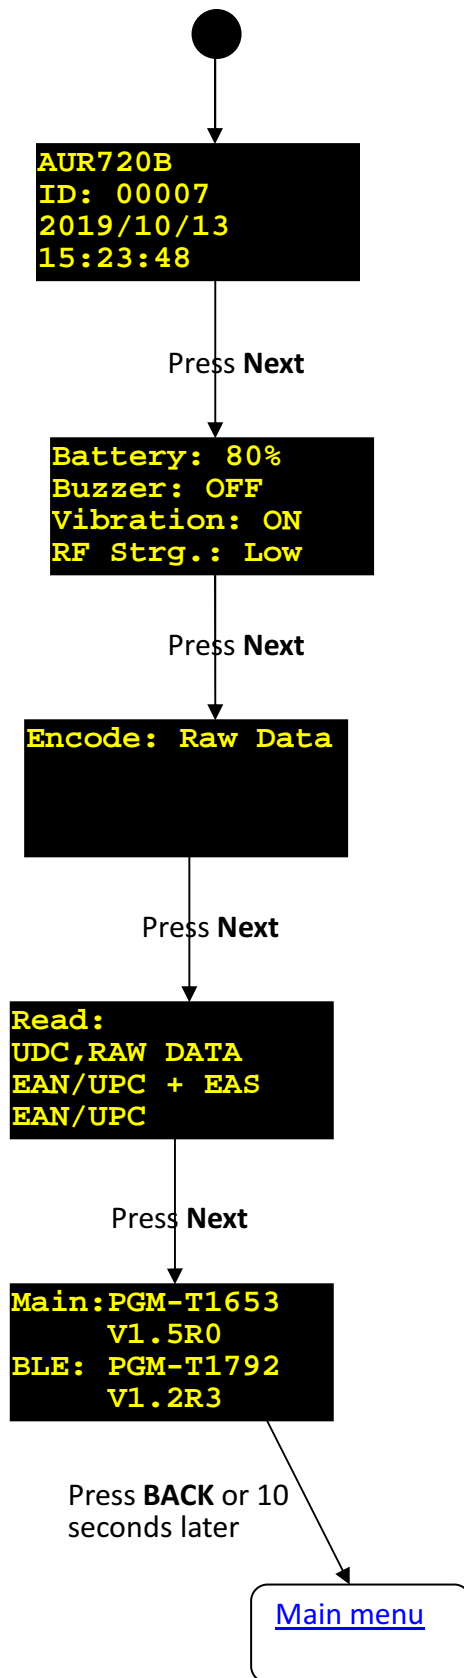 AUR720B
ID: 00007
2019/10/13
15:23:48
Press Next
Battery: 80%
Buzzer: OFF
Vibration: ON
RF Strg.: Low
Press Next
Encode: Raw Data
Press Next
Read:
UDC,RAW DATA
EAN/UPC + EAS
EAN/UPC
Press Next
Main:PGM-T1653
V1.5R0
BLE: PGM-T1792
V1.2R3
Press BACK or 10
seconds later
Main menu